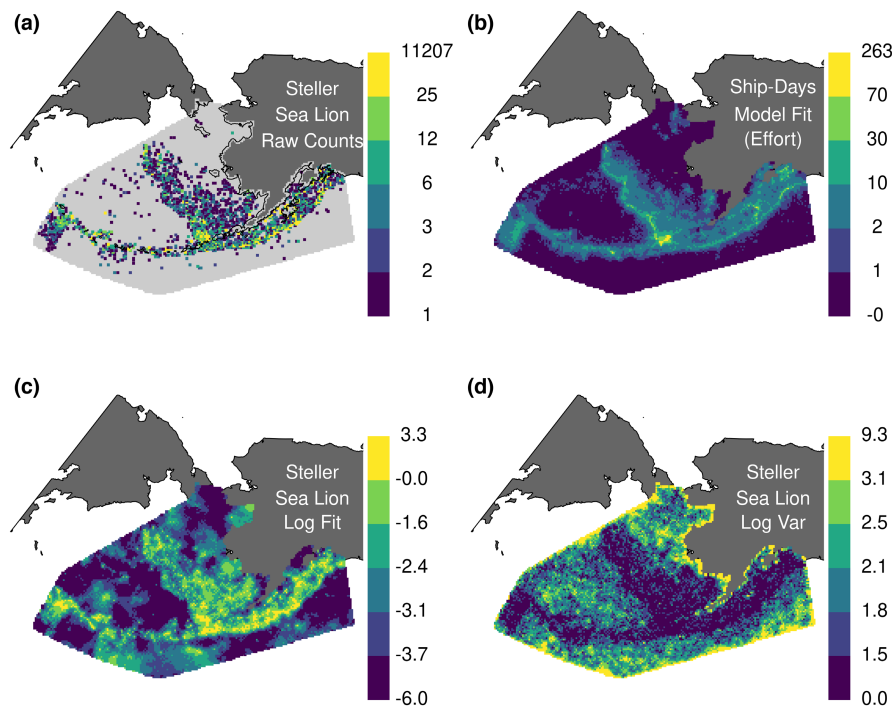 (a)
Steller
Sea Lion
Raw Counts
11207
25
12
6
3
2
1
(b)
Ship-Days
Model Fit
(Effort)
263
70
30
10
2
1
-0
(c)
Steller
Sea Lion
Log Fit
3.3
-0.0
-1.6
-2.4
-3.1
-3.7
-6.0
(d)
Steller
Sea Lion
Log Var
9.3
3.1
2.5
2.1
1.8
1.5
0.0